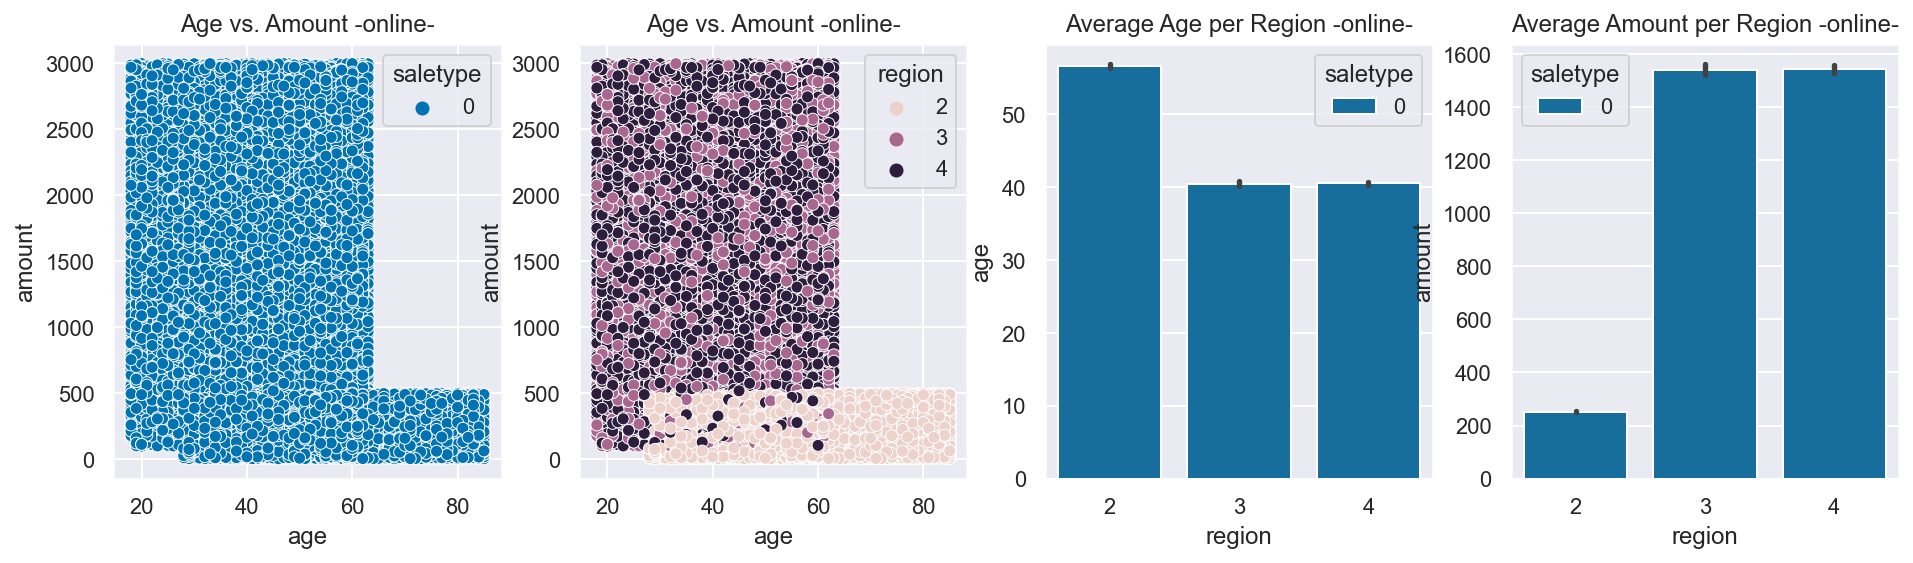 Age vs. Amount -online-
amount
3000
2500
2000
1500
1000
500
0
20 40 60 80
age
saletype
0
Age vs. Amount -online-
amount
3000
2500
2000
1500
1000
500
0
20 40 60 80
age
region
2
3
4
Average Age per Region -online-
age
50
40
30
20
10
0
2 3 4
region
saletype
0
Average Amount per Region -online-
amount
1600
1400
1200
1000
800
600
400
200
0
2 3 4
region
saletype
0